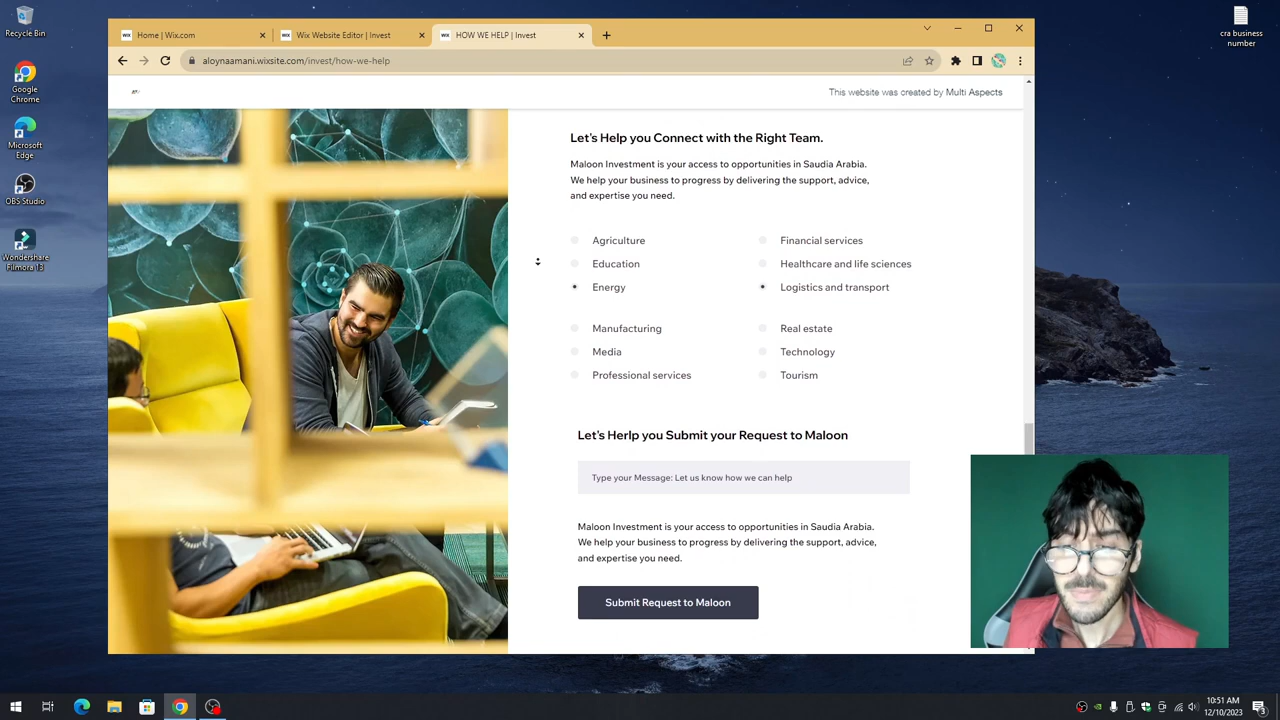 Recycle Bin
Google
Chrome
Microsoft
Edge
OBS Studio
Wondershare
Filmora 13
cra business
number
Home | Wix.com
Wix Website Editor | Invest
HOW WE HELP | Invest
aloynaamani.wixsite.com/invest/how-we-help
This website was created by Multi Aspects
Let's Help you Connect with the Right Team.
Maloon Investment is your access to opportunities in Saudia Arabia.
We help your business to progress by delivering the support, advice,
and expertise you need.
Agriculture
Financial services
Education
Healthcare and life sciences
Energy
Logistics and transport
Manufacturing
Real estate
Media
Technology
Professional services
Tourism
Let's Herlp you Submit your Request to Maloon
Type your Message: Let us know how we can help
Maloon Investment is your access to opportunities in Saudia Arabia.
We help your business to progress by delivering the support, advice,
and expertise you need.
Submit Request to Maloon
10:51 AM
12/10/2023